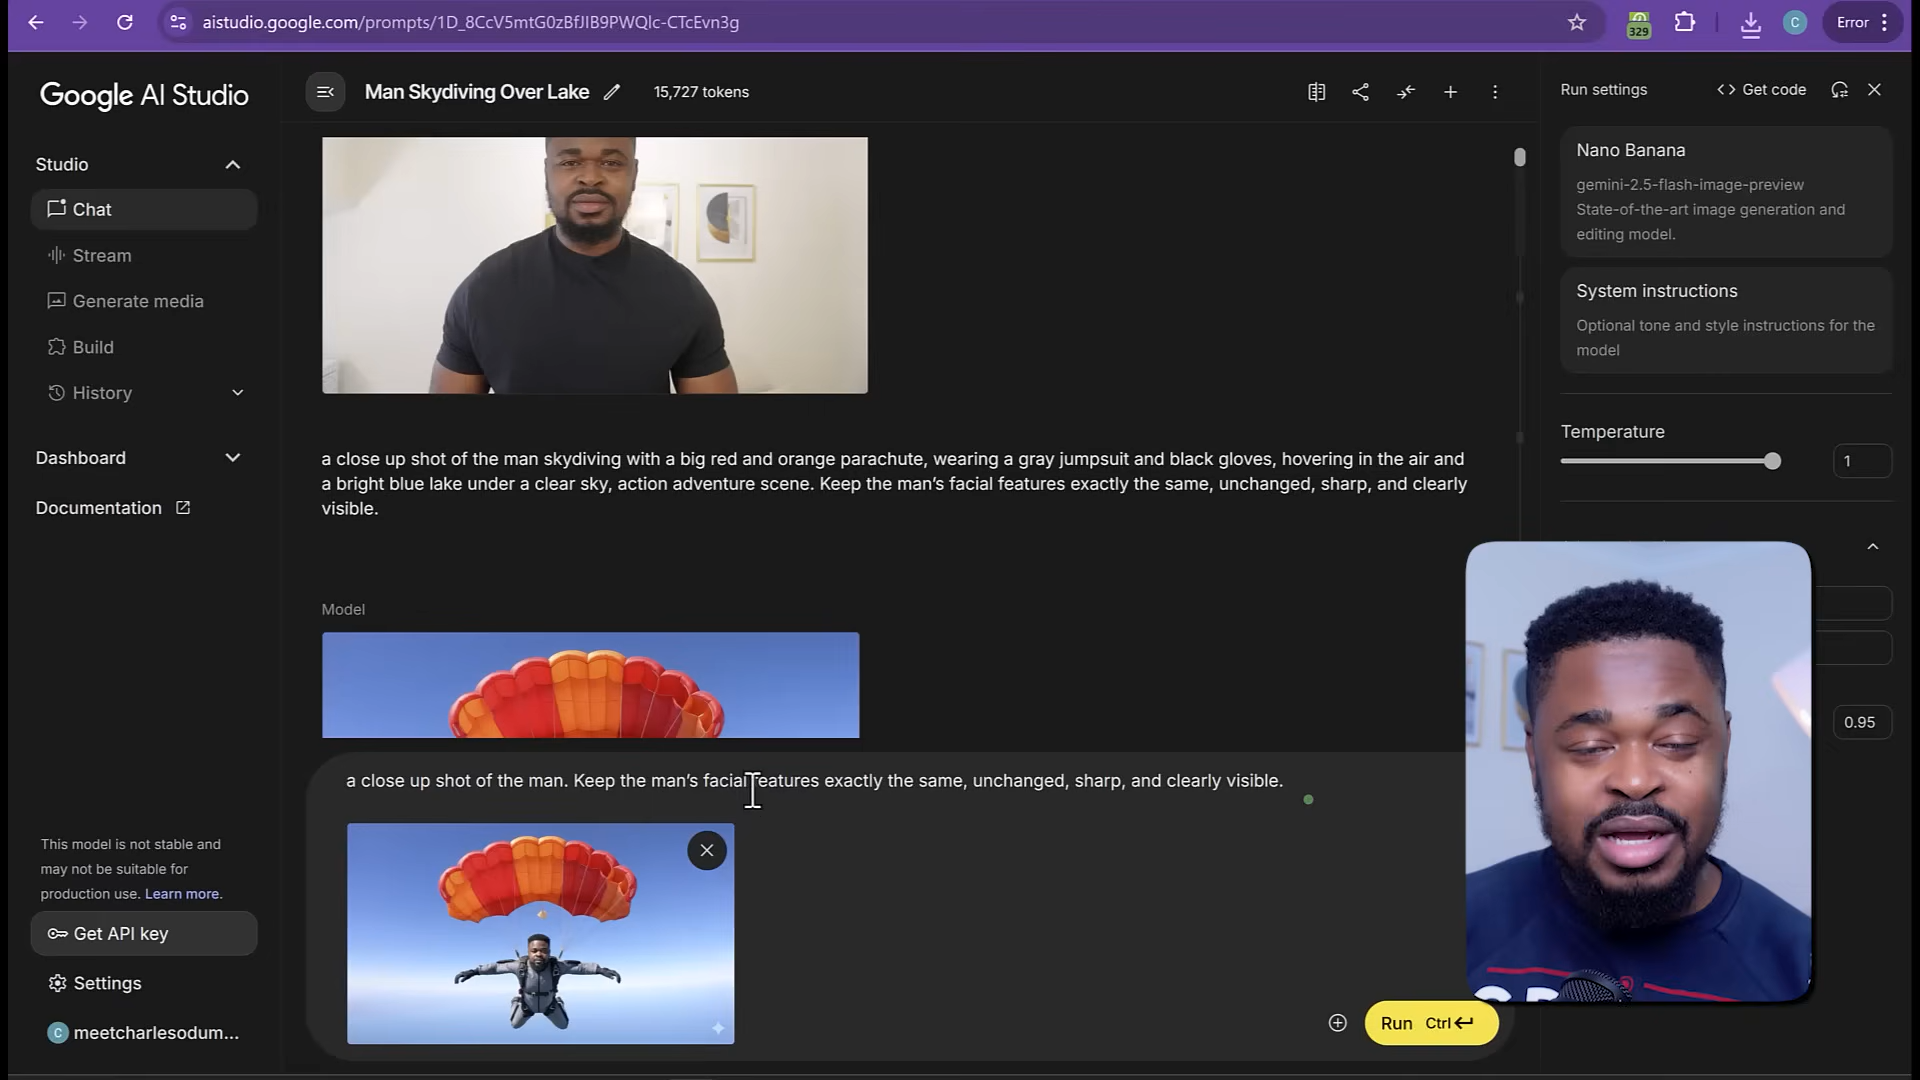 aistudio.google.com/prompts/1D_8CcV5mtG0zBfJIB9PWQlc-CTcEvn3g
329
C
Error
Google AI Studio
Man Skydiving Over Lake
15,727 tokens
Run settings
Get code
Studio
Chat
Stream
Generate media
Build
History
Dashboard
Documentation
This model is not stable and
may not be suitable for
production use. Learn more.
Get API key
Settings
C
meetcharlesodum...
a close up shot of the man skydiving with a big red and orange parachute, wearing a gray jumpsuit and black gloves, hovering in the air and
a bright blue lake under a clear sky, action adventure scene. Keep the man’s facial features exactly the same, unchanged, sharp, and clearly
visible.
Model
a close up shot of the man. Keep the man’s facial features exactly the same, unchanged, sharp, and clearly visible.
Run Ctrl
Nano Banana
gemini-2.5-flash-image-preview
State-of-the-art image generation and
editing model.
System instructions
Optional tone and style instructions for the
model
Temperature
1
0.95